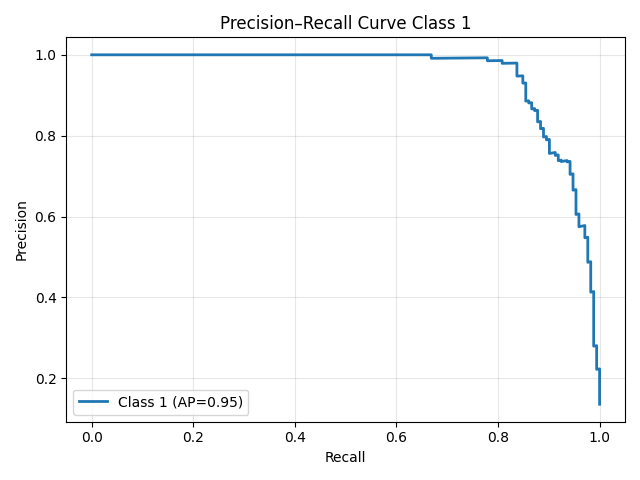 Precision–Recall Curve Class 1
Precision
1.0
0.8
0.6
0.4
0.2
Class 1 (AP=0.95)
0.0 0.2 0.4 0.6 0.8 1.0
Recall